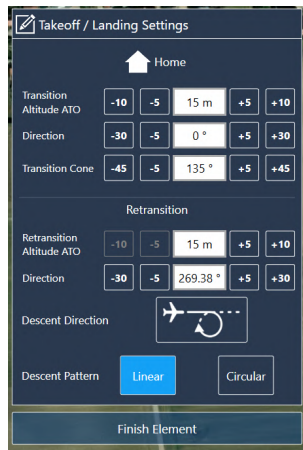 Takeoff / Landing Settings
Home
Transition Altitude ATO -10 -5 15 m +5 +10
Direction -30 -5 0 ° +5 +30
Transition Cone -45 -5 135 ° +5 +45
Retransition
Retransition Altitude ATO -10 -5 15 m +5 +10
Direction -30 -5 269.38 ° +5 +30
Descent Direction
Descent Pattern Linear Circular
Finish Element